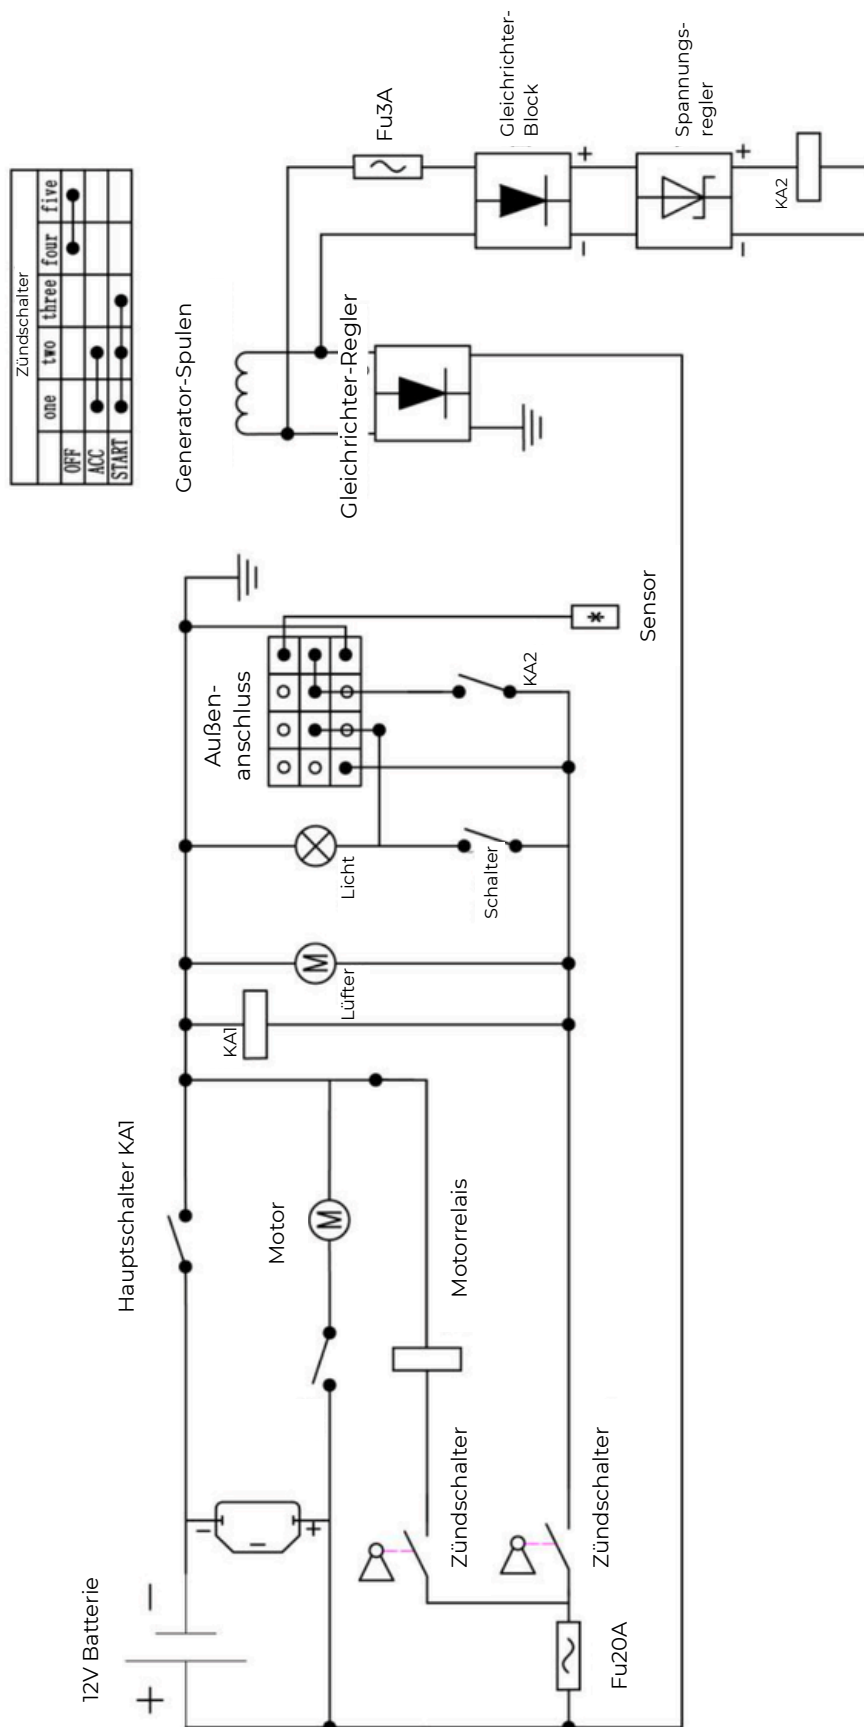 Zündschalter
one two three four five
OFF
ACC
START
Generator-Spulen
Gleichrichter-Regler
Fu3A
Gleichrichter-
Block
Spannungs-
regler
+
−
+
−
KA2
Außen-
anschluss
Sensor
KA2
Licht
Schalter
M
Lüfter
KA1
Hauptschalter KA1
Motor
M
Motorrelais
Zündschalter
Zündschalter
−
+
12V Batterie
−
+
Fu20A